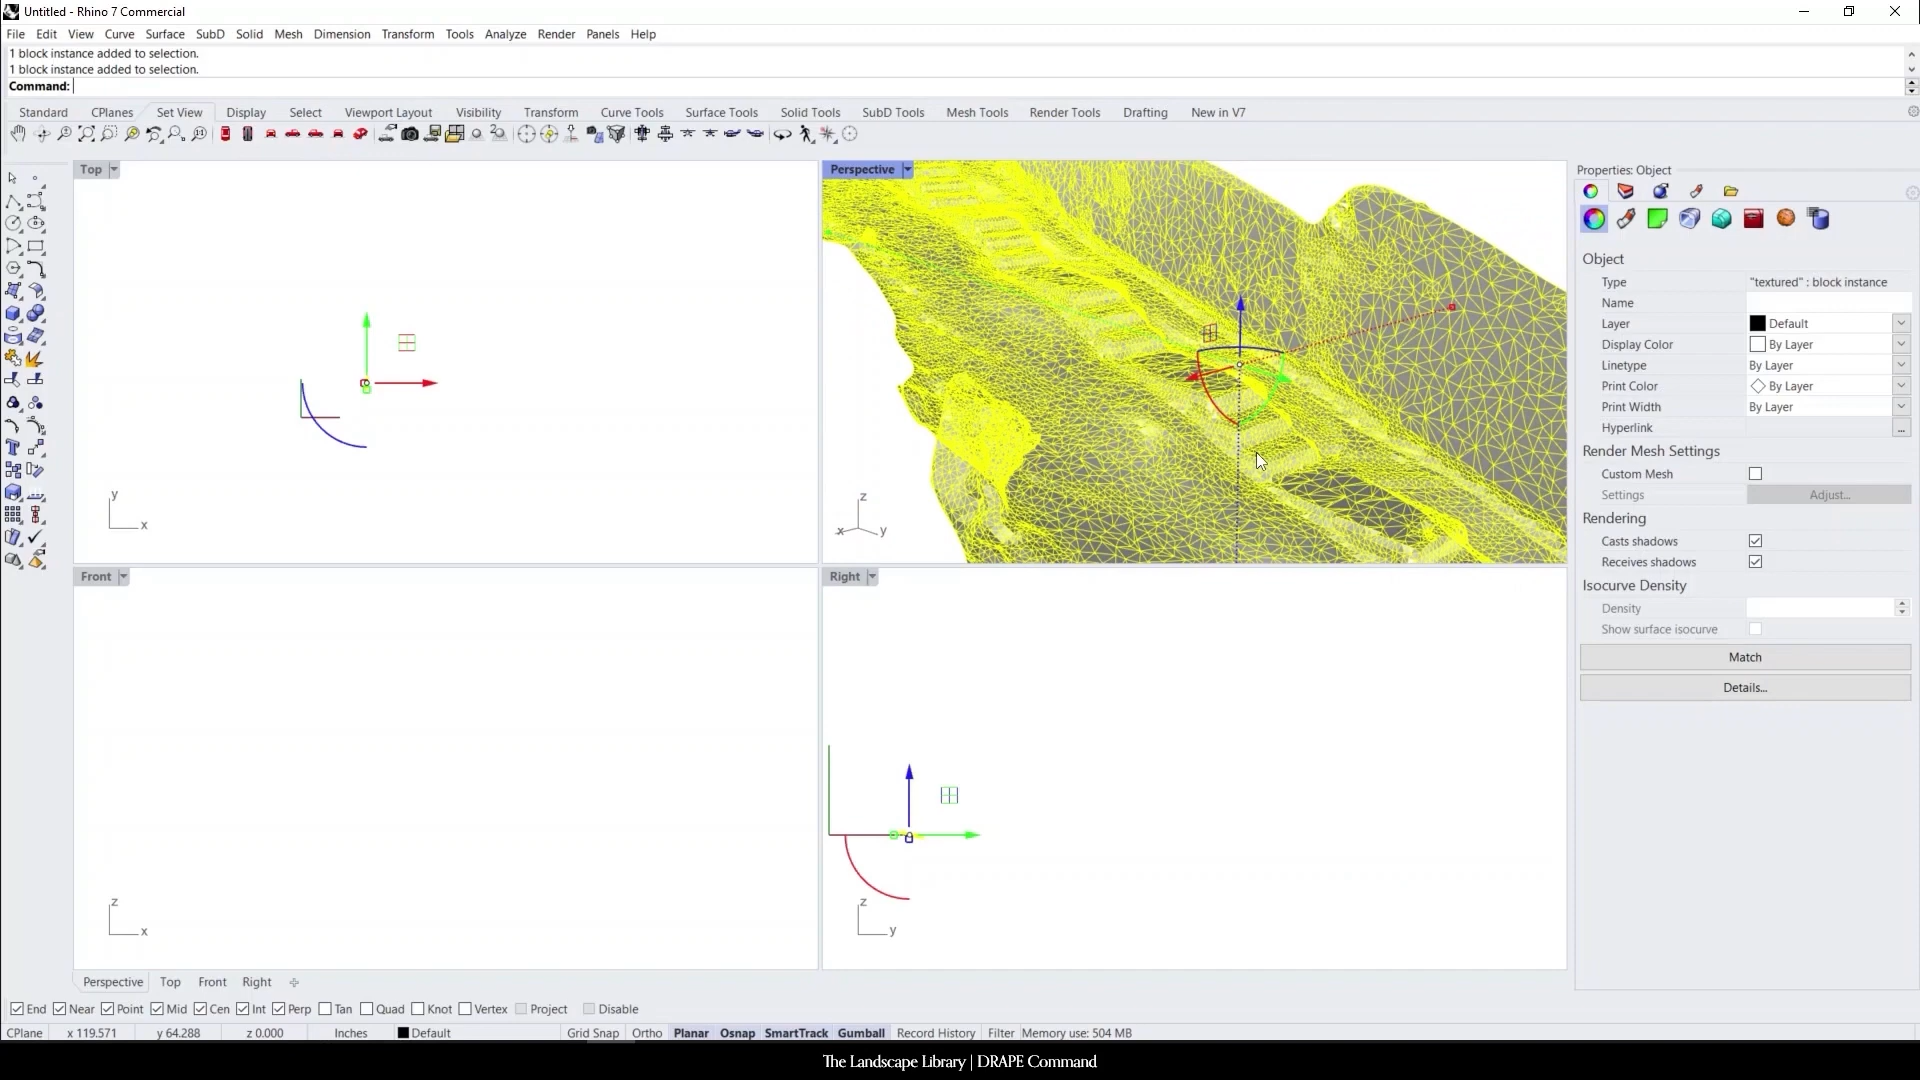 Untitled - Rhino 7 Commercial
File Edit View Curve Surface SubD Solid Mesh Dimension Transform Tools Analyze Render Panels Help
1 block instance added to selection.
1 block instance added to selection.
Command:
Standard CPlanes Set View Display Select Viewport Layout Visibility Transform Curve Tools Surface Tools Solid Tools SubD Tools Mesh Tools Render Tools Drafting New in V7
Top
Perspective
Properties: Object
Object
Type "textured" : block instance
Name
Layer Default
Display Color By Layer
Linetype By Layer
Print Color By Layer
Print Width By Layer
Hyperlink ...
Render Mesh Settings
Custom Mesh
Settings Adjust...
Rendering
Casts shadows
Receives shadows
Isocurve Density
Density
Show surface isocurve
Match
Details...
y
x
z
x
y
Front
Right
z
x
z
y
Perspective Top Front Right
End Near Point Mid Cen Int Perp Tan Quad Knot Vertex Project Disable
CPlane x 119.571 y 64.288 z 0.000 Inches Default Grid Snap Ortho Planar Osnap SmartTrack Gumball Record History Filter Memory use: 504 MB
The Landscape Library | DRAPE Command